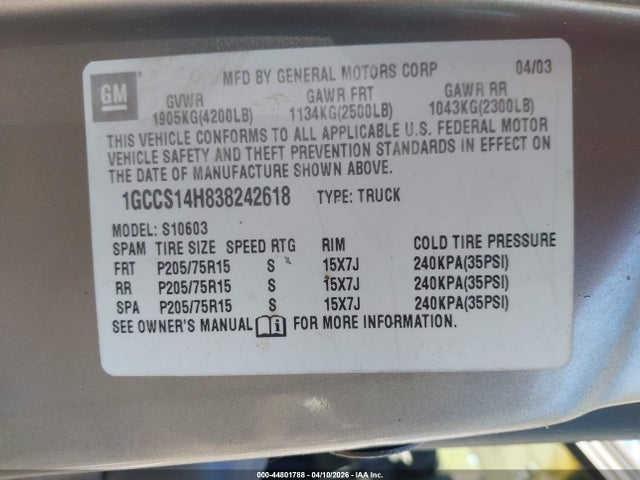 GM
MFD BY GENERAL MOTORS CORP 04/03
GVWR GAWR FRT GAWR RR
1905KG(4200LB) 1134KG(2500LB) 1043KG(2300LB)
THIS VEHICLE CONFORMS TO ALL APPLICABLE U.S. FEDERAL MOTOR
VEHICLE SAFETY AND THEFT PREVENTION STANDARDS IN EFFECT ON
THE DATE OF MANUFACTURE SHOWN ABOVE.
1GCCS14H838242618 TYPE: TRUCK
MODEL: S10603
SPAM TIRE SIZE SPEED RTG RIM COLD TIRE PRESSURE
FRT P205/75R15 S 15X7J 240KPA(35PSI)
RR P205/75R15 S 15X7J 240KPA(35PSI)
SPA P205/75R15 S 15X7J 240KPA(35PSI)
SEE OWNER'S MANUAL FOR MORE INFORMATION.
000-44801788 - 04/10/2026 - IAA Inc.